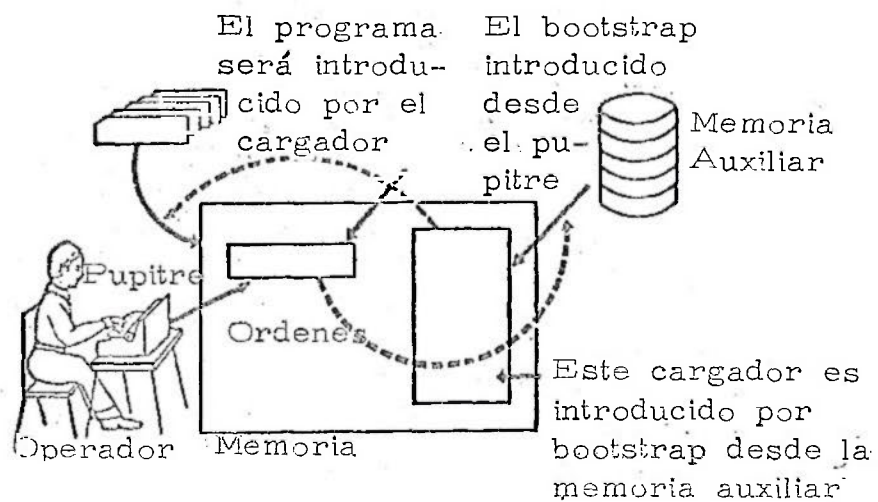 El programa
será introdu-
cido por el
cargador
El bootstrap
introducido
desde
el pu-
pitre
Memoria
Auxiliar
Pupitre
Ordenes
Operador
Memoria
Este cargador es
introducido por
bootstrap desde la
memoria auxiliar